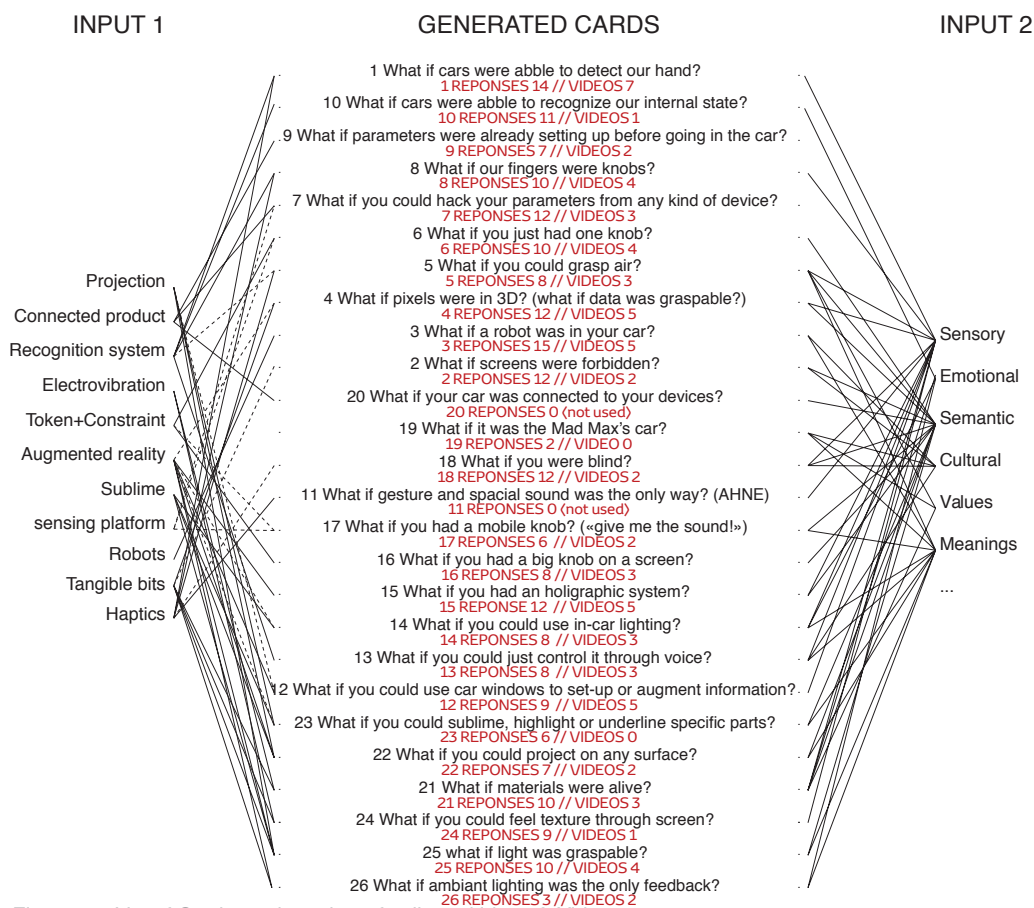 INPUT 1
GENERATED CARDS
INPUT 2
1 What if cars were abble to detect our hand?
1 REPONSES 14 // VIDEOS 7
10 What if cars were abble to recognize our internal state?
10 REPONSES 11 // VIDEOS 1
9 What if parameters were already setting up before going in the car?
9 REPONSES 7 // VIDEOS 2
8 What if our fingers were knobs?
8 REPONSES 10 // VIDEOS 4
7 What if you could hack your parameters from any kind of device?
7 REPONSES 12 // VIDEOS 3
6 What if you just had one knob?
6 REPONSES 10 // VIDEOS 4
5 What if you could grasp air?
5 REPONSES 8 // VIDEOS 3
4 What if pixels were in 3D? (what if data was graspable?)
4 REPONSES 12 // VIDEOS 5
3 What if a robot was in your car?
3 REPONSES 15 // VIDEOS 5
2 What if screens were forbidden?
2 REPONSES 12 // VIDEOS 2
20 What if your car was connected to your devices?
20 REPONSES 0 (not used)
19 What if it was the Mad Max's car?
19 REPONSES 2 // VIDEO 0
18 What if you were blind?
18 REPONSES 12 // VIDEOS 2
11 What if gesture and spacial sound was the only way? (AHNE)
11 REPONSES 0 (not used)
17 What if you had a mobile knob? («give me the sound!»)
17 REPONSES 6 // VIDEOS 2
16 What if you had a big knob on a screen?
16 REPONSES 8 // VIDEOS 3
15 What if you had an holigraphic system?
15 REPONSE 12 // VIDEOS 5
14 What if you could use in-car lighting?
14 REPONSES 8 // VIDEOS 3
13 What if you could just control it through voice?
13 REPONSES 8 // VIDEOS 3
12 What if you could use car windows to set-up or augment information?
12 REPONSES 9 // VIDEOS 5
23 What if you could sublime, highlight or underline specific parts?
23 REPONSES 6 // VIDEOS 0
22 What if you could project on any surface?
22 REPONSES 7 // VIDEOS 2
21 What if materials were alive?
21 REPONSES 10 // VIDEOS 3
24 What if you could feel texture through screen?
24 REPONSES 9 // VIDEOS 1
25 what if light was graspable?
25 REPONSES 10 // VIDEOS 4
26 What if ambiant lighting was the only feedback?
26 REPONSES 3 // VIDEOS 2
Projection
Connected product
Recognition system
Electrovibration
Token+Constraint
Augmented reality
Sublime
sensing platform
Robots
Tangible bits
Haptics
Sensory
Emotional
Semantic
Cultural
Values
Meanings
...